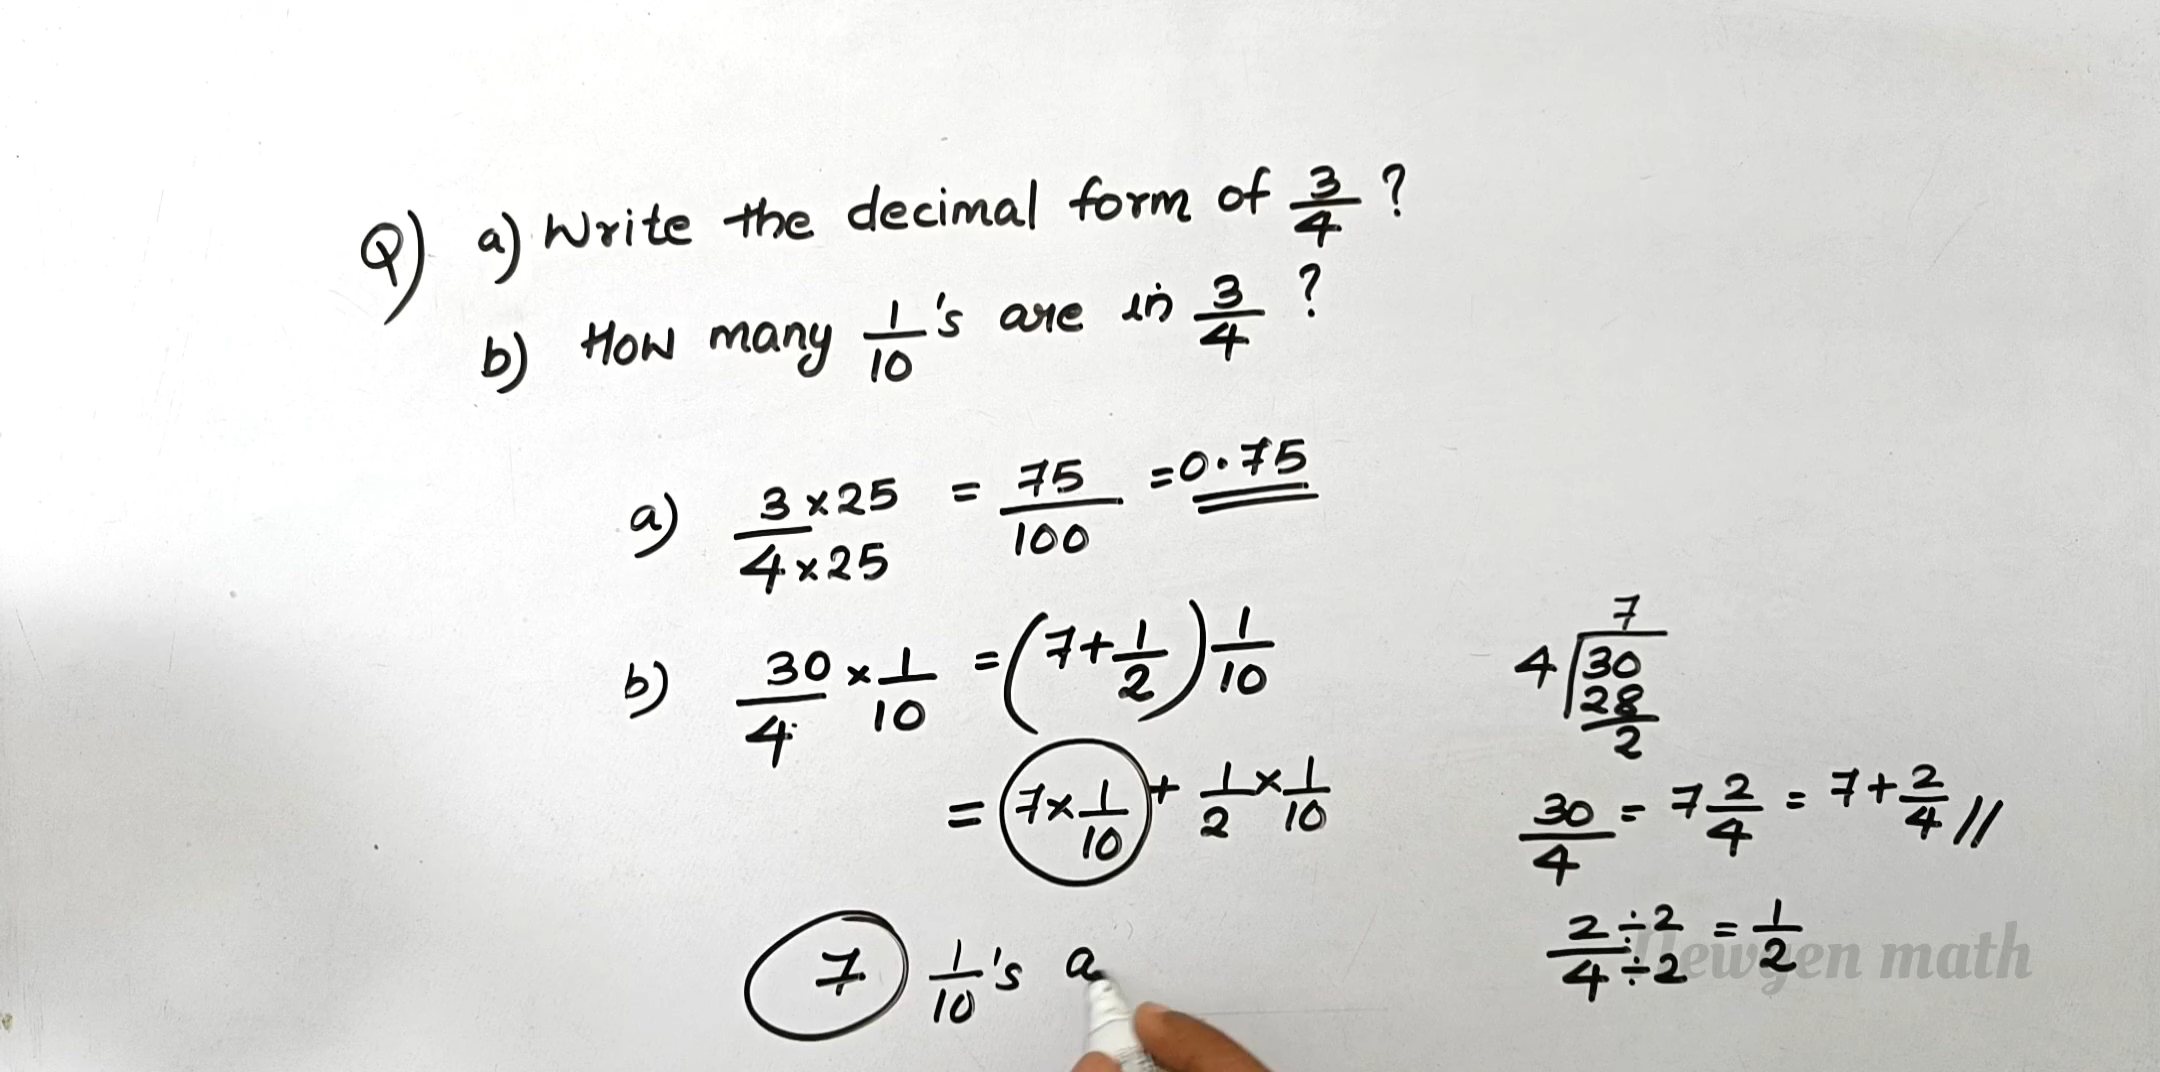 Q) a) Write the decimal form of 3/4 ?
b) How many 1/10's are in 3/4 ?
a) 3×25/4×25 = 75/100 = 0.75
b) 30/4 × 1/10 = (7+1/2) 1/10
= 7×1/10 + 1/2×1/10
7 1/10's a
7
4 30
28
2
30/4 = 7 2/4 = 7+2/4 //
2÷2/4÷2 = 1/2
Newgen math